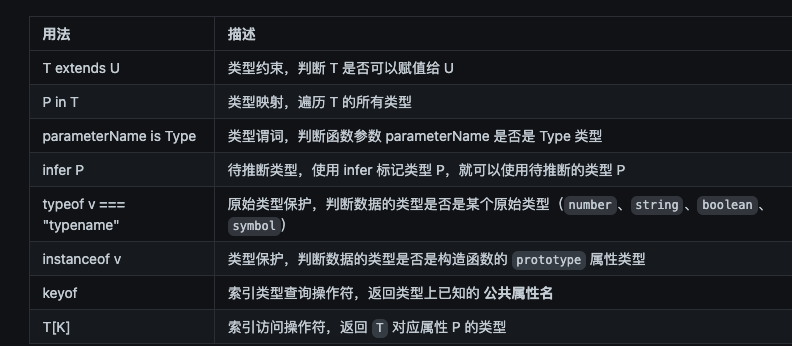 用法 描述
T extends U 类型约束，判断 T 是否可以赋值给 U
P in T 类型映射，遍历 T 的所有类型
parameterName is Type 类型谓词，判断函数参数 parameterName 是否是 Type 类型
infer P 待推断类型，使用 infer 标记类型 P，就可以使用待推断的类型 P
typeof v === 原始类型保护，判断数据的类型是否是某个原始类型（number、string、boolean、
"typename" symbol）
instanceof v 类型保护，判断数据的类型是否是构造函数的 prototype 属性类型
keyof 索引类型查询操作符，返回类型上已知的 公共属性名
T[K] 索引访问操作符，返回 T 对应属性 P 的类型